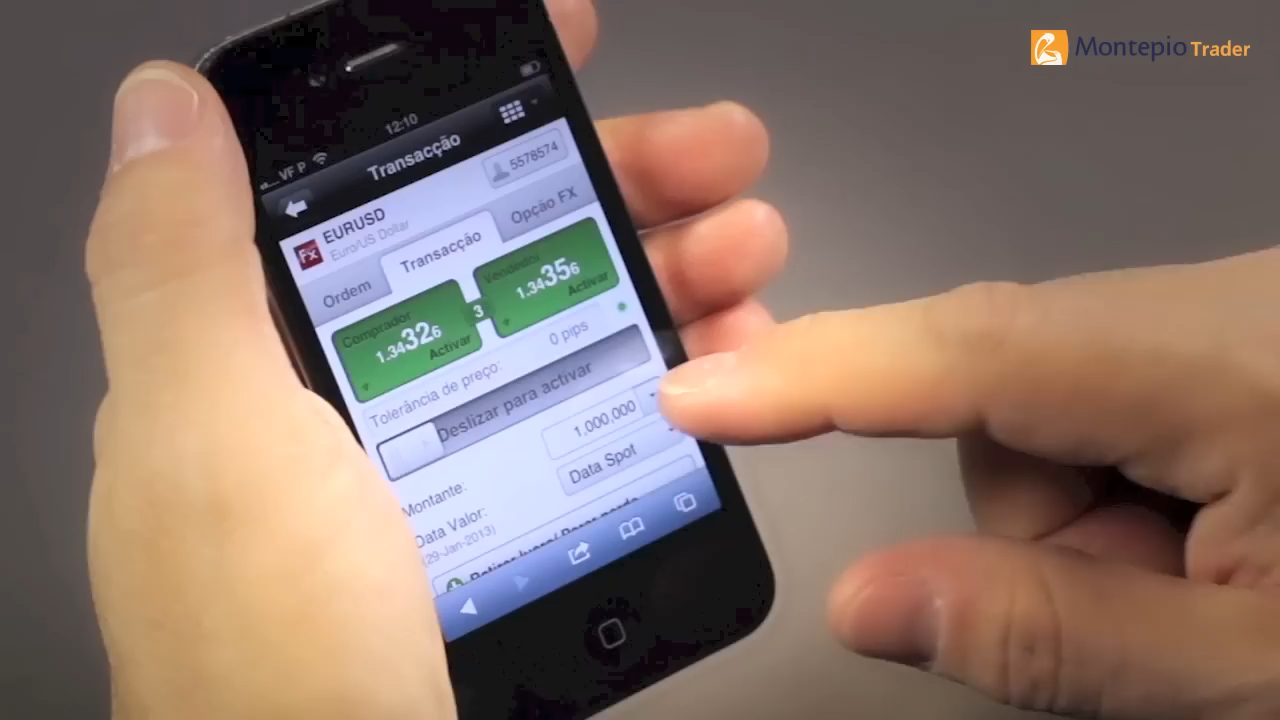 Montepio Trader
VF P
12:10
Transacção
5578574
Fx
EURUSD
Euro/US Dollar
Ordem
Transacção
Opção FX
Comprador
1.34326
Activar
3
Vendedor
1.34356
Activar
Tolerância de preço:
0 pips
Deslizar para activar
Montante:
1,000,000
Data Valor:
(29-Jan-2013)
Data Spot